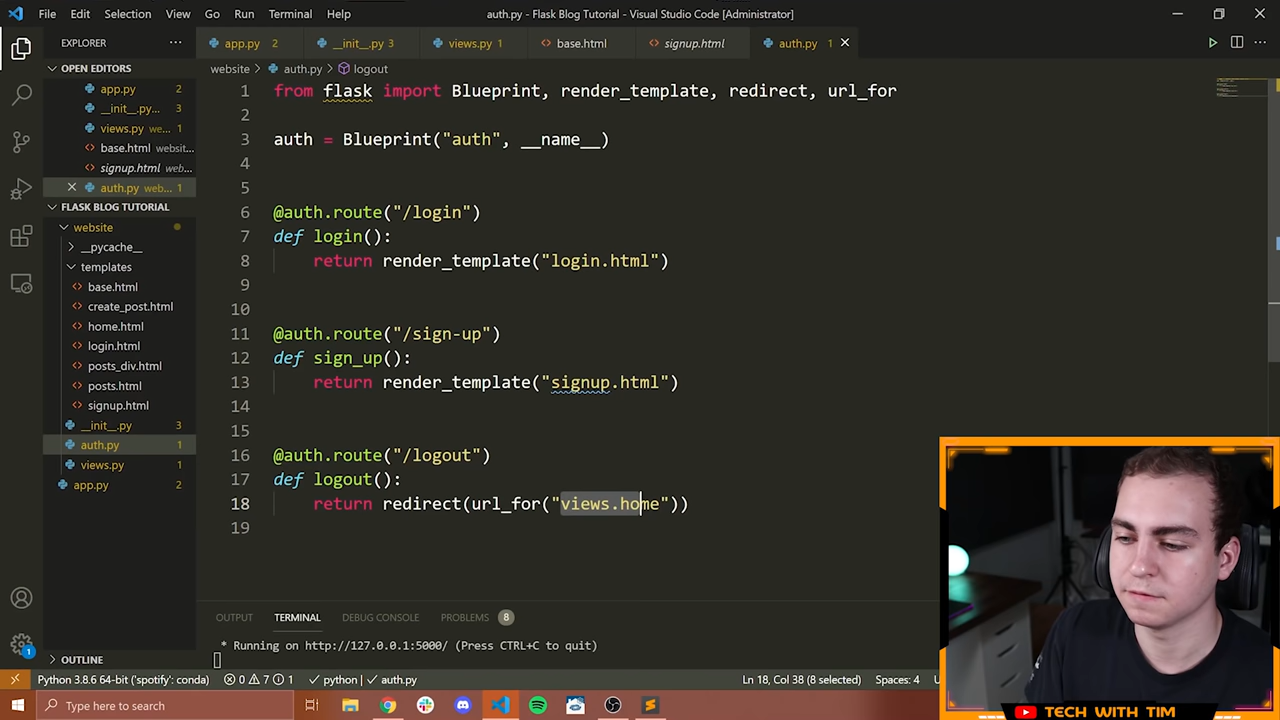 File Edit Selection View Go Run Terminal Help
auth.py - Flask Blog Tutorial - Visual Studio Code [Administrator]
EXPLORER
app.py 2
__init__.py 3
views.py 1
base.html
signup.html
auth.py 1
OPEN EDITORS
app.py 2
__init__.py... 3
views.py we... 1
base.html websit...
signup.html web...
auth.py web... 1
FLASK BLOG TUTORIAL
website
__pycache__
templates
base.html
create_post.html
home.html
login.html
posts_div.html
posts.html
signup.html
__init__.py 3
auth.py 1
views.py 1
app.py 2
OUTLINE
website > auth.py > logout
1 from flask import Blueprint, render_template, redirect, url_for
2
3 auth = Blueprint("auth", __name__)
4
5
6 @auth.route("/login")
7 def login():
8 return render_template("login.html")
9
10
11 @auth.route("/sign-up")
12 def sign_up():
13 return render_template("signup.html")
14
15
16 @auth.route("/logout")
17 def logout():
18 return redirect(url_for("views.home"))
19
OUTPUT TERMINAL DEBUG CONSOLE PROBLEMS 8
* Running on http://127.0.0.1:5000/ (Press CTRL+C to quit)
1
Python 3.8.6 64-bit ('spotify': conda) 0 7 1 python | auth.py Ln 18, Col 38 (8 selected) Spaces: 4
Type here to search
TECH WITH TIM